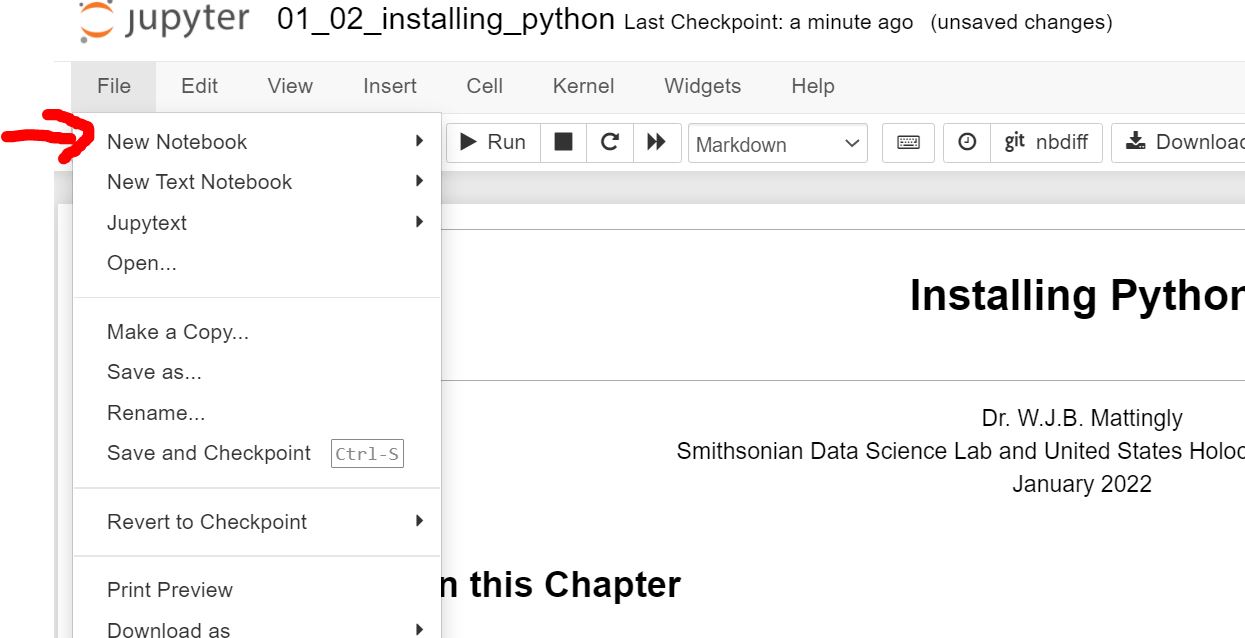 jupyter 01_02_installing_python Last Checkpoint: a minute ago (unsaved changes)
File Edit View Insert Cell Kernel Widgets Help
Run Markdown git nbdiff Download
New Notebook
New Text Notebook
Jupytext
Open...
Make a Copy...
Save as...
Rename...
Save and Checkpoint Ctrl-S
Revert to Checkpoint
Print Preview
Download as
Installing Python
Dr. W.J.B. Mattingly
Smithsonian Data Science Lab and United States
January 2022
this Chapter